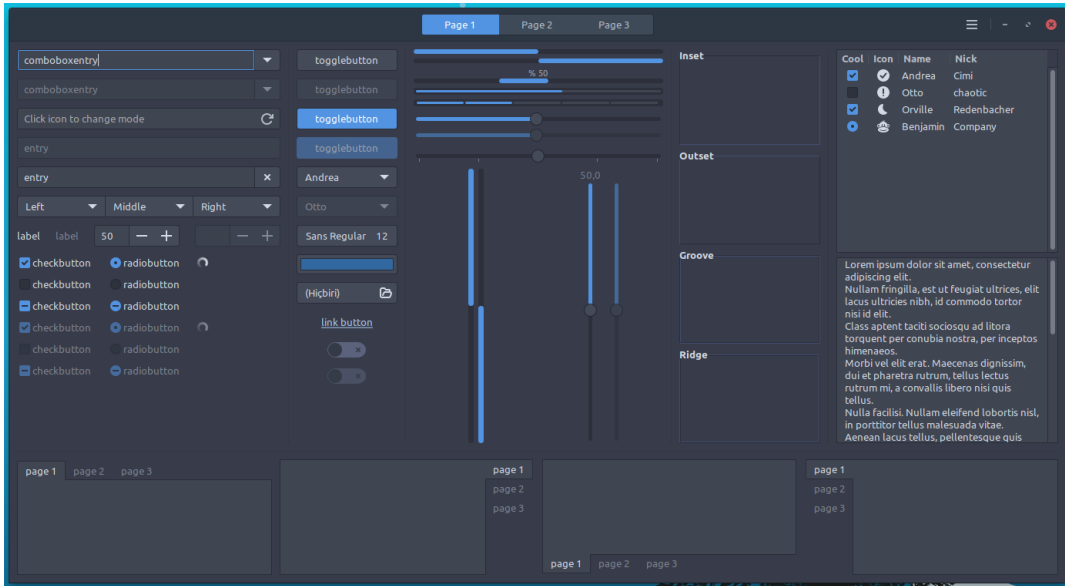 Page 1 Page 2 Page 3
comboboxentry
comboboxentry
Click icon to change mode
entry
entry
Left Middle Right
label label 50
checkbutton radiobutton
checkbutton radiobutton
checkbutton radiobutton
checkbutton radiobutton
checkbutton radiobutton
checkbutton radiobutton
togglebutton
togglebutton
togglebutton
togglebutton
Andrea
Otto
Sans Regular 12
(Hiçbiri)
link button
% 50
50,0
Inset
Outset
Groove
Ridge
Cool Icon Name Nick
Andrea Cimi
Otto chaotic
Orville Redenbacher
Benjamin Company
Lorem ipsum dolor sit amet, consectetur
adipiscing elit.
Nullam fringilla, est ut feugiat ultrices, elit
lacus ultricies nibh, id commodo tortor
nisi id elit.
Class aptent taciti sociosqu ad litora
torquent per conubia nostra, per inceptos
himenaeos.
Morbi vel elit erat. Maecenas dignissim,
dui et pharetra rutrum, tellus lectus
rutrum mi, a convallis libero nisi quis
tellus.
Nulla facilisi. Nullam eleifend lobortis nisl,
in porttitor tellus malesuada vitae.
Aenean lacus tellus, pellentesque quis
page 1 page 2 page 3
page 1
page 2
page 3
page 1 page 2 page 3
page 1
page 2
page 3